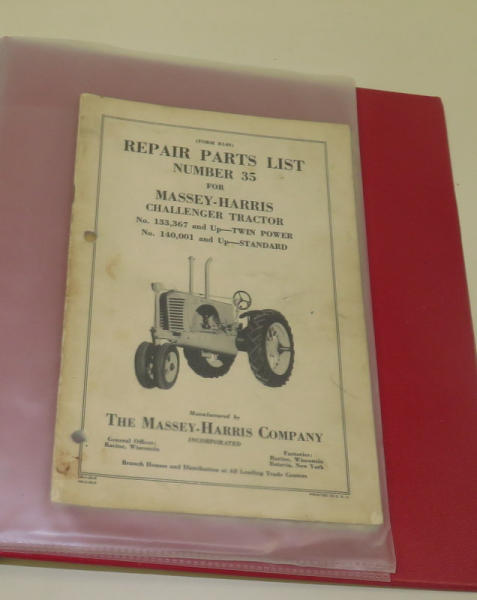 REPAIR PARTS LIST
NUMBER 35
FOR
MASSEY-HARRIS
CHALLENGER TRACTOR
No. 133,367 and Up—TWIN POWER
No. 140,001 and Up—STANDARD
Manufactured by
THE MASSEY-HARRIS COMPANY
INCORPORATED
General Offices:
Racine, Wisconsin
Factories:
Racine, Wisconsin
Batavia, New York
Branch Houses and Distributors at All Leading Trade Centers